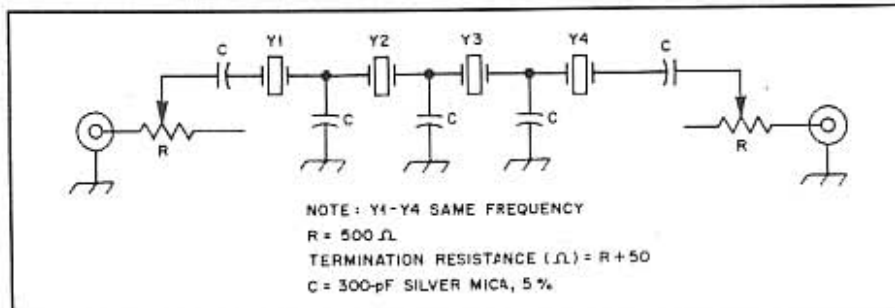 C Y1 Y2 Y3 Y4 C
C C C
R R
NOTE: Y1-Y4 SAME FREQUENCY
R = 500 Ω
TERMINATION RESISTANCE (Ω) = R+50
C = 300-pF SILVER MICA, 5%